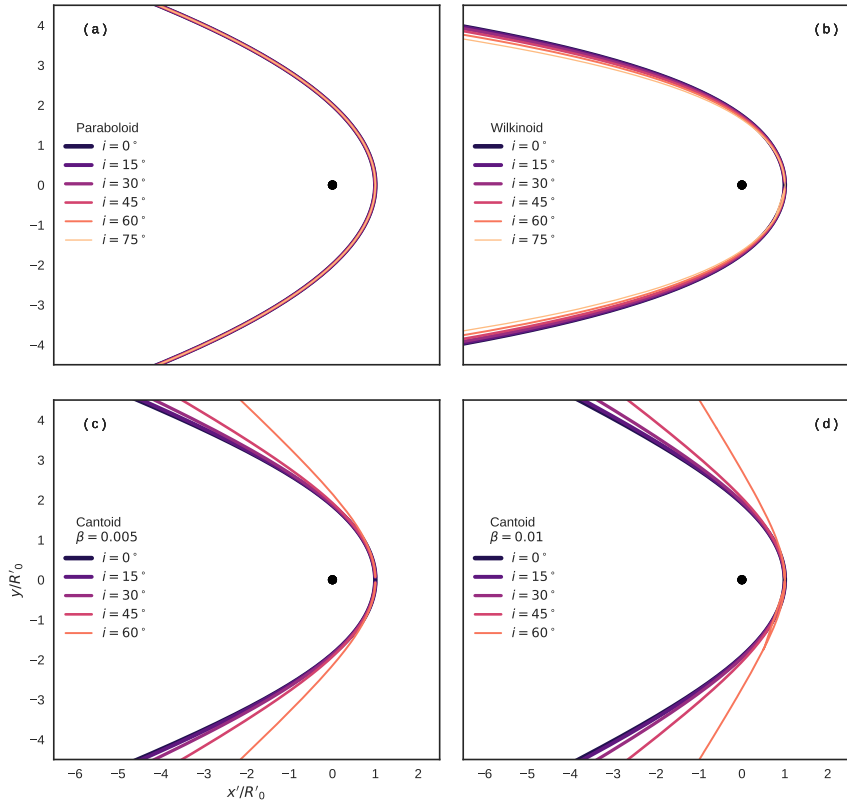 (a)
4
3
2
1
0
−1
−2
−3
−4
Paraboloid
i = 0°
i = 15°
i = 30°
i = 45°
i = 60°
i = 75°
(b)
Wilkinoid
i = 0°
i = 15°
i = 30°
i = 45°
i = 60°
i = 75°
(c)
4
3
2
1
0
−1
−2
−3
−4
y/R′₀
Cantoid
β = 0.005
i = 0°
i = 15°
i = 30°
i = 45°
i = 60°
−6 −5 −4 −3 −2 −1 0 1 2
x′/R′₀
(d)
Cantoid
β = 0.01
i = 0°
i = 15°
i = 30°
i = 45°
i = 60°
−6 −5 −4 −3 −2 −1 0 1 2